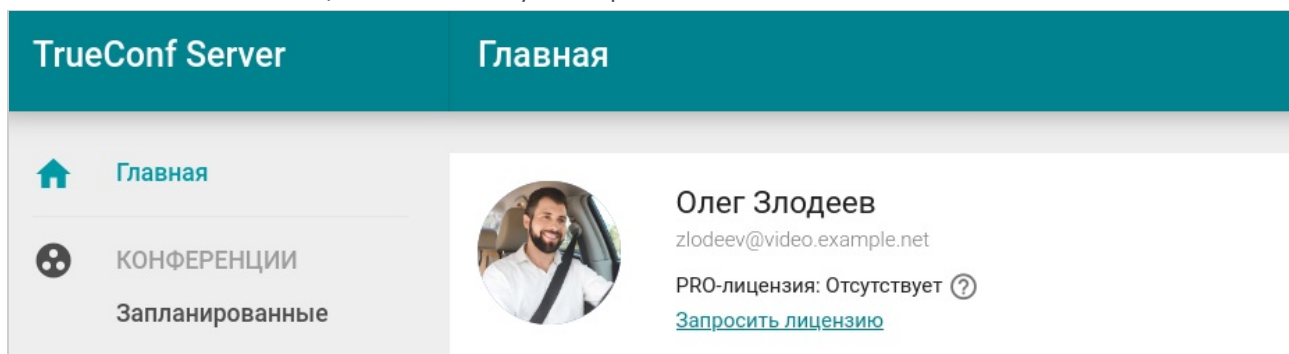 TrueConf Server
Главная
Главная
КОНФЕРЕНЦИИ
Запланированные
Олег Злодеев
zlodeev@video.example.net
PRO-лицензия: Отсутствует ?
Запросить лицензию